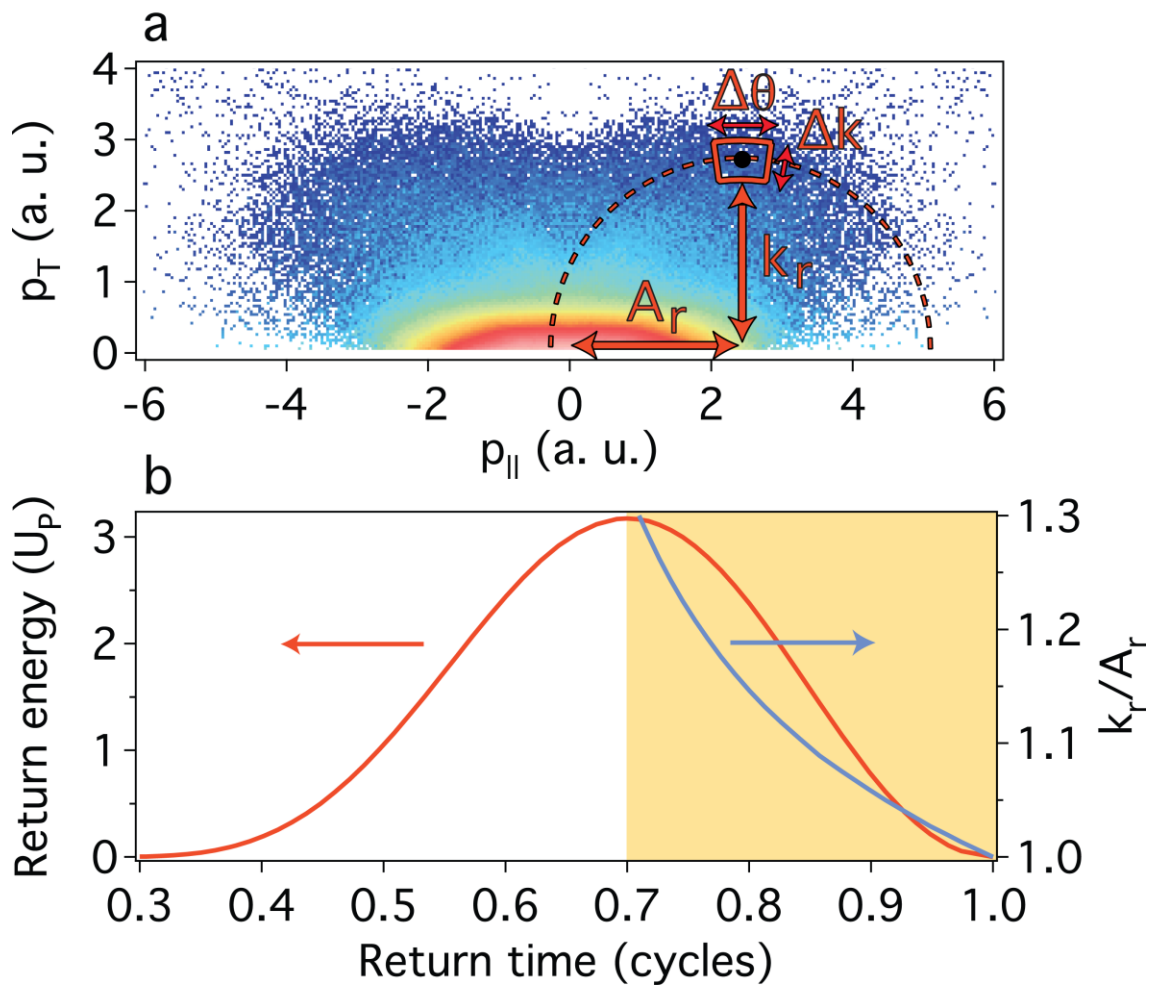 a
4
3
2
1
0
p_T (a. u.)
Δθ
Δk
k_r
A_r
-6 -4 -2 0 2 4 6
p_|| (a. u.)
b
3
2
1
0
Return energy (U_P)
1.3
1.2
1.1
1.0
k_r/A_r
0.3 0.4 0.5 0.6 0.7 0.8 0.9 1.0
Return time (cycles)